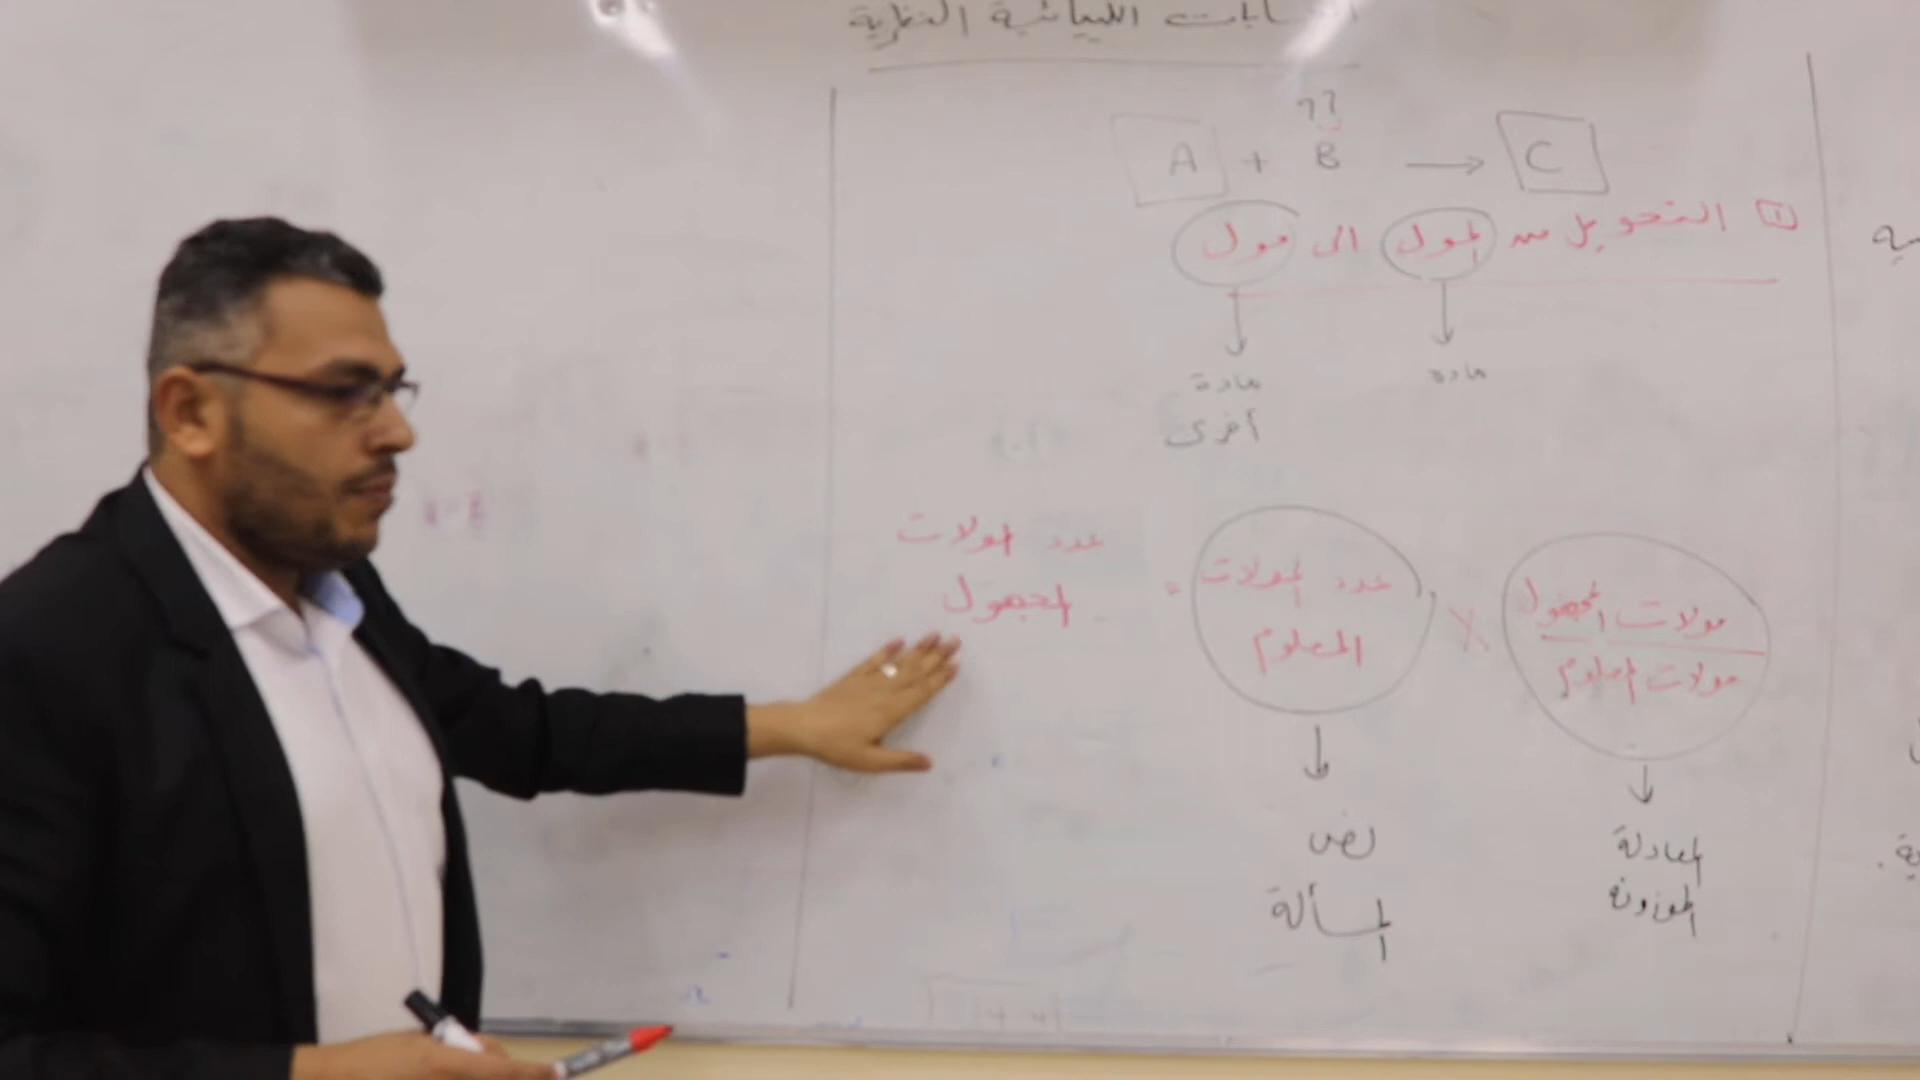 الكيميائية النظرية
??
A + B → C
1 التحويل من المول الى مول
مادة
مادة أخرى
عدد المولات المجهول = عدد المولات المعلوم × مولات المجهول
مولات المعلوم
المعادلة الموزونة
نص المسألة